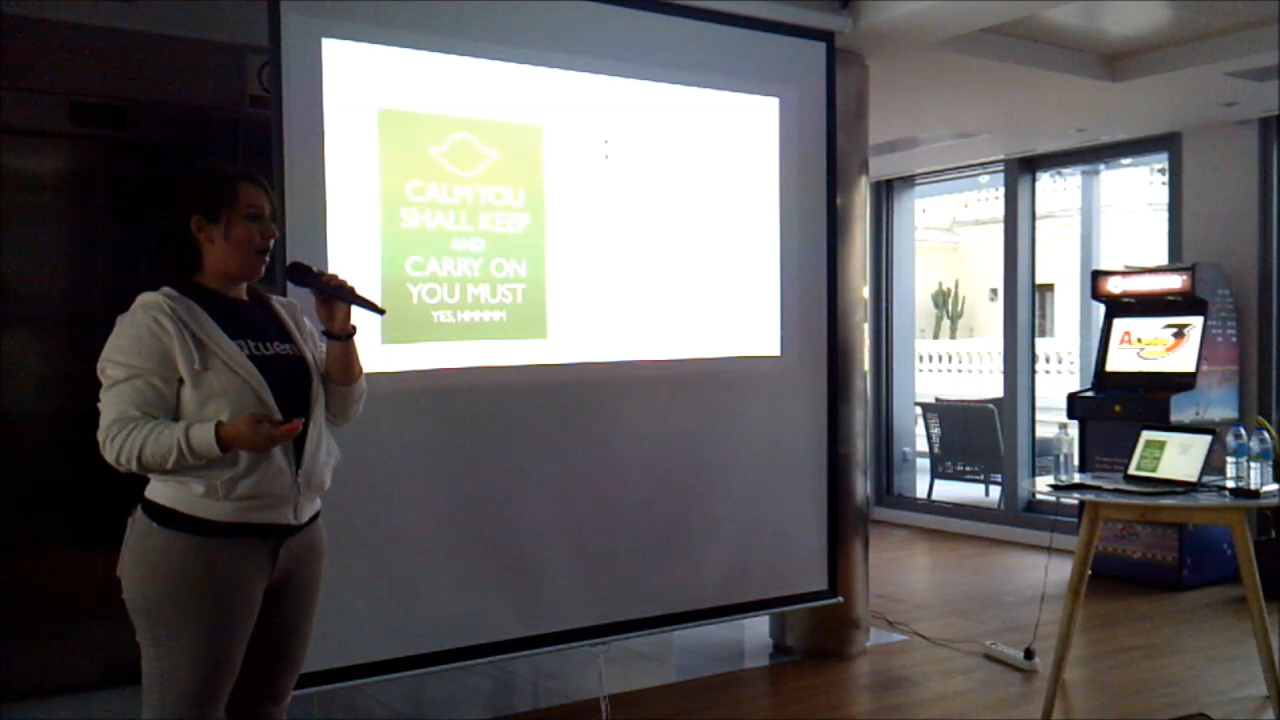 CALM YOU
SHALL KEEP
AND
CARRY ON
YOU MUST
YES, HMMMM